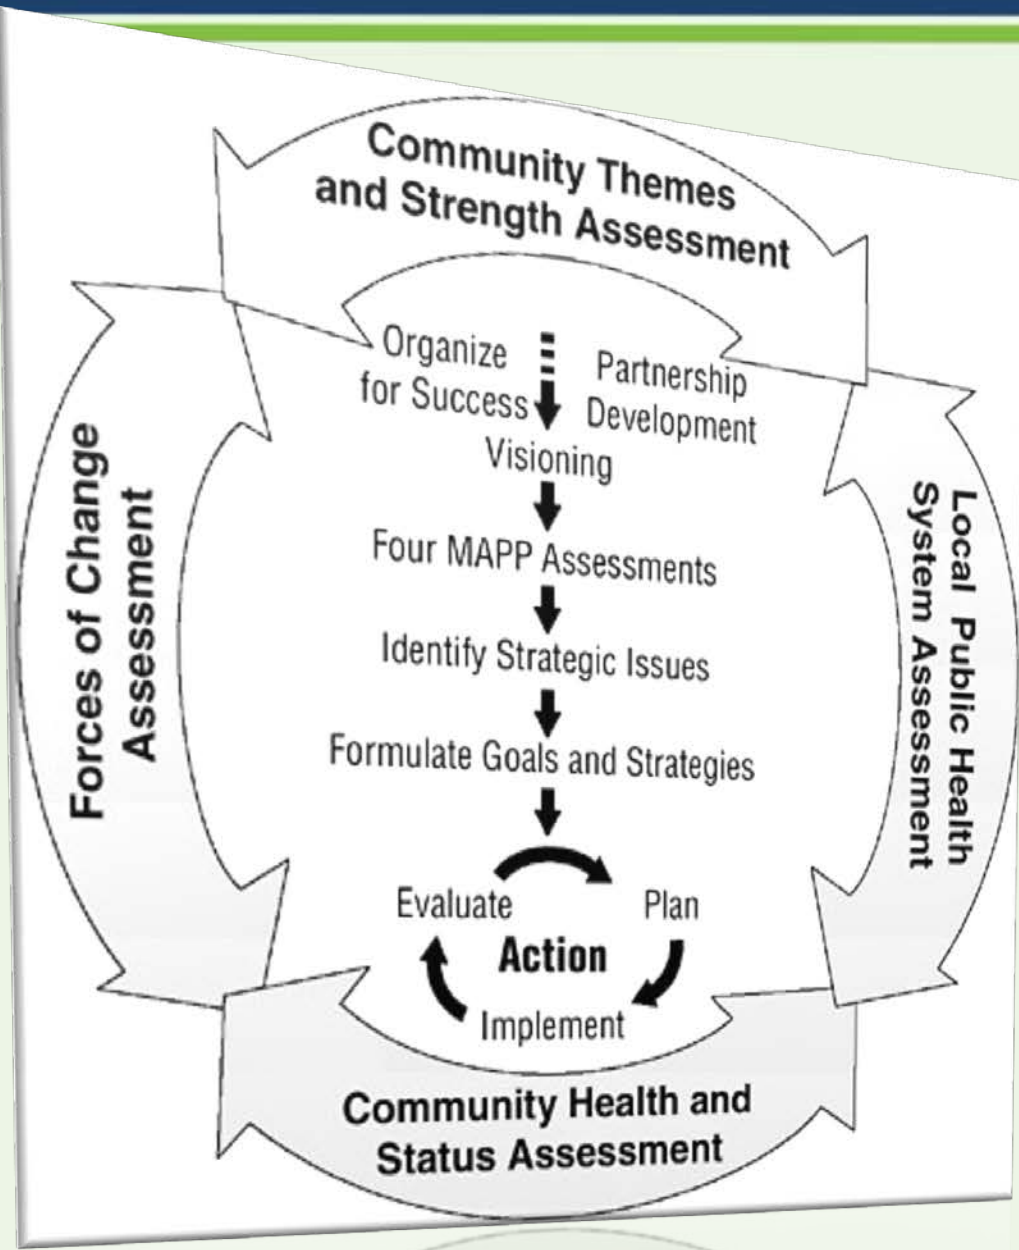 Community Themes
and Strength Assessment
Organize
for Success
Partnership
Development
Visioning
Four MAPP Assessments
Identify Strategic Issues
Formulate Goals and Strategies
Evaluate
Plan
Action
Implement
Forces of Change
Assessment
Local Public Health
System Assessment
Community Health and
Status Assessment